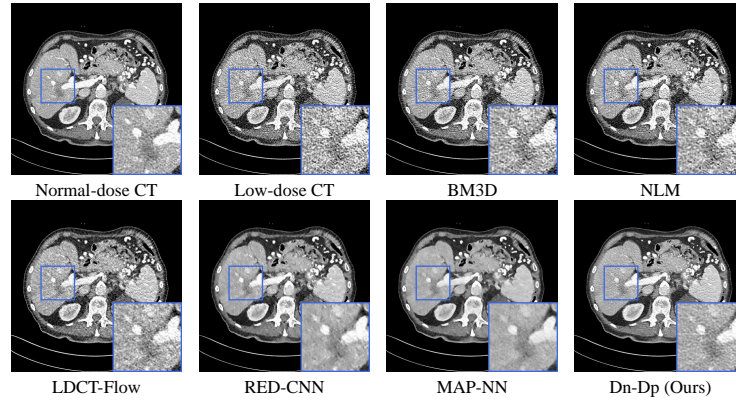 Normal-dose CT
Low-dose CT
BM3D
NLM
LDCT-Flow
RED-CNN
MAP-NN
Dn-Dp (Ours)